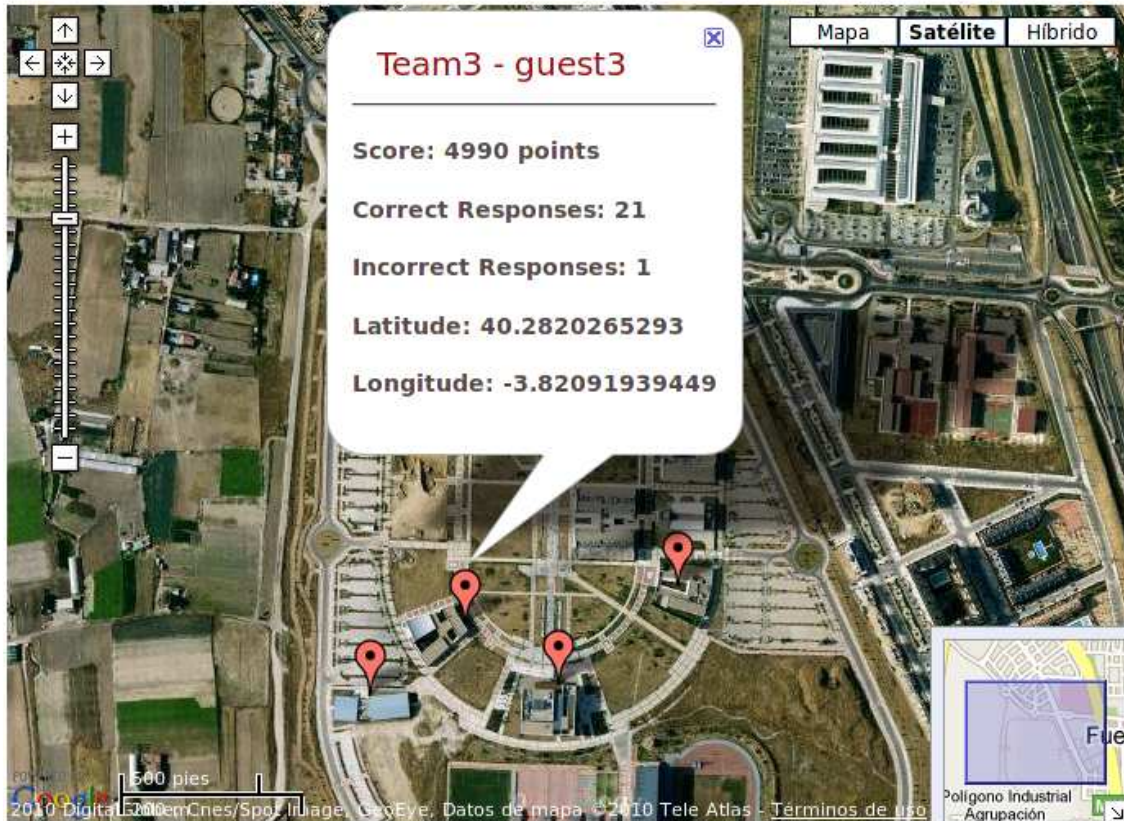 Mapa Satélite Híbrido
Team3 - guest3
Score: 4990 points
Correct Responses: 21
Incorrect Responses: 1
Latitude: 40.2820265293
Longitude: -3.82091939449
Fue
Polígono Industrial
Agrupación
500 pies
200 m
Google
2010 Digital Cnes/Spot Image, GeoEye, Datos de mapa ©2010 Tele Atlas - Términos de uso